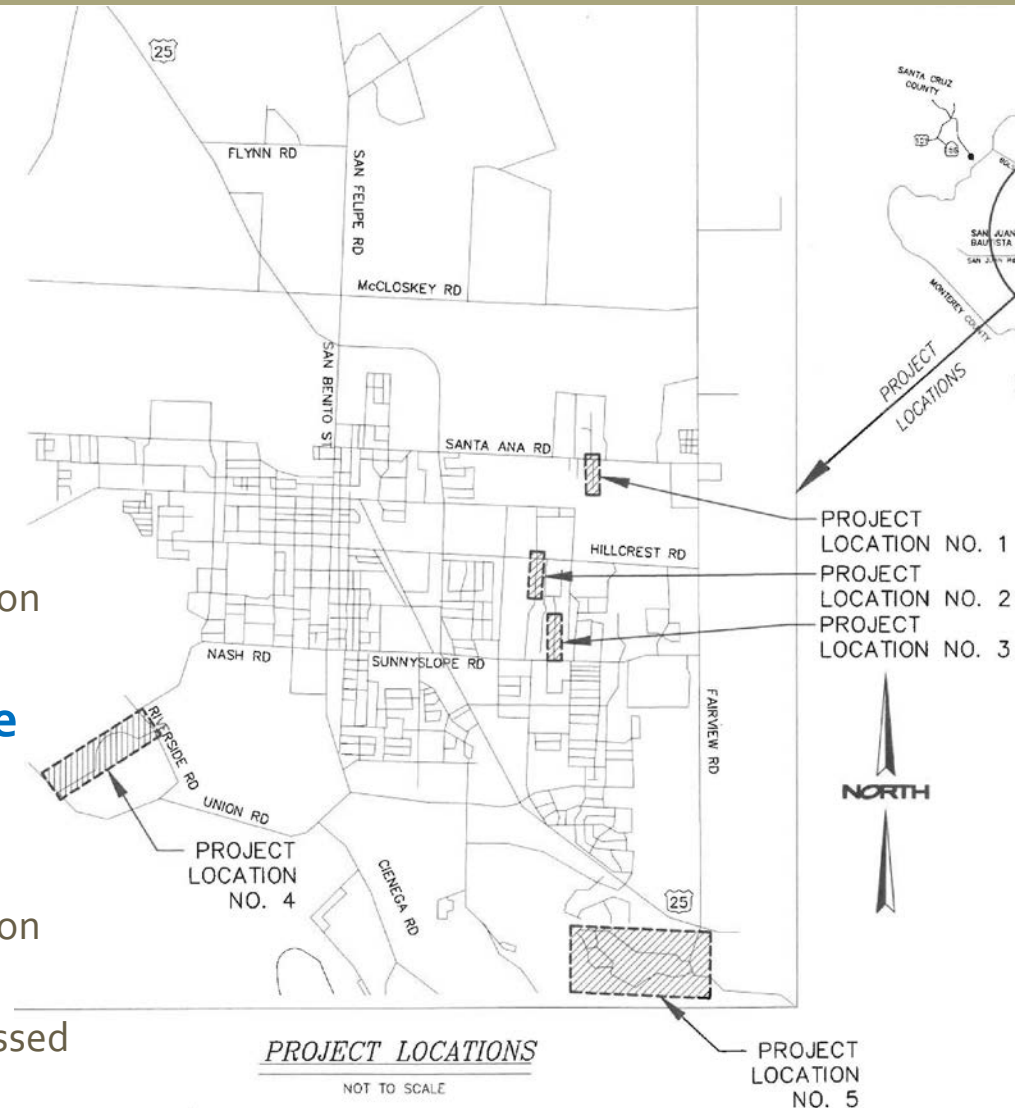 25
SANTA CRUZ
COUNTY
FLYNN RD
SAN FELIPE RD
SAN JUAN
BAUTISTA
McCLOSKEY RD
MONTEREY COUNTY
SAN BENITO ST
PROJECT
LOCATIONS
SANTA ANA RD
PROJECT
LOCATION NO. 1
HILLCREST RD
PROJECT
LOCATION NO. 2
PROJECT
LOCATION NO. 3
on
NASH RD
SUNNYSLOPE RD
e
RIVERSIDE RD
FAIRVIEW RD
UNION RD
NORTH
PROJECT
LOCATION
NO. 4
CIENEGA RD
25
on
ssed
PROJECT LOCATIONS
NOT TO SCALE
PROJECT
LOCATION
NO. 5